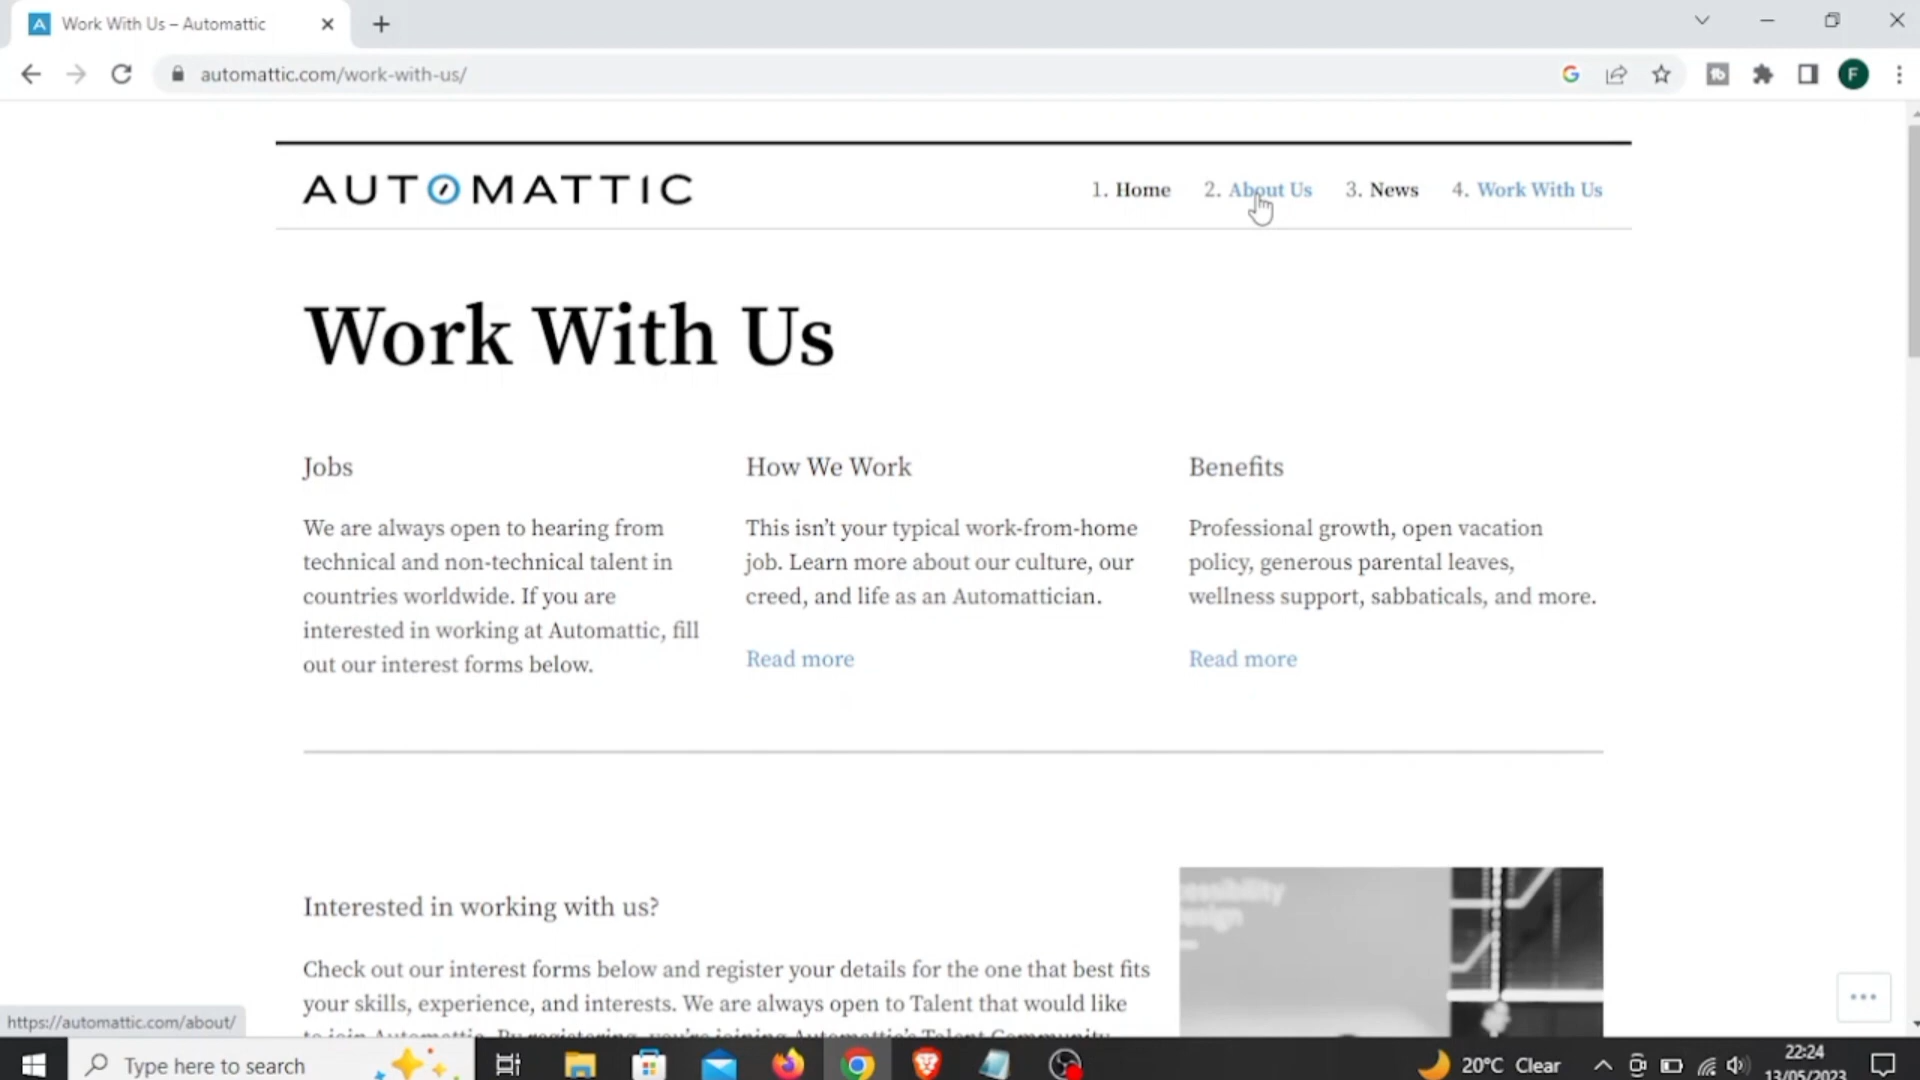 Work With Us – Automattic
automattic.com/work-with-us/
F
AUTOMATTIC
1. Home 2. About Us 3. News 4. Work With Us
Work With Us
Jobs
We are always open to hearing from
technical and non-technical talent in
countries worldwide. If you are
interested in working at Automattic, fill
out our interest forms below.
How We Work
This isn't your typical work-from-home
job. Learn more about our culture, our
creed, and life as an Automattician.
Read more
Benefits
Professional growth, open vacation
policy, generous parental leaves,
wellness support, sabbaticals, and more.
Read more
Interested in working with us?
Check out our interest forms below and register your details for the one that best fits
your skills, experience, and interests. We are always open to Talent that would like
to join Automattic. By registering, you're joining Automattic's Talent Community
https://automattic.com/about/
Type here to search
20°C Clear
22:24
13/05/2023